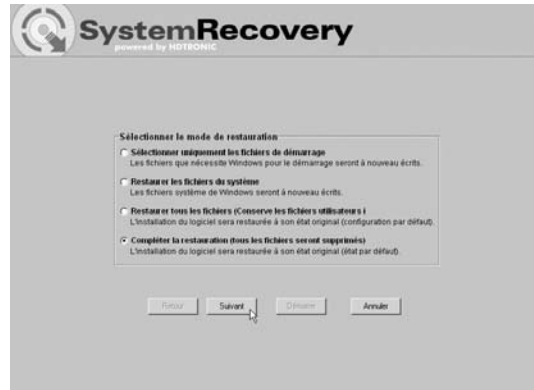 SystemRecovery
powered by HDTRONIC
Sélectionner le mode de restauration
Sélectionner uniquement les fichiers de démarrage
Les fichiers que nécessite Windows pour le démarrage seront à nouveau écrits.
Restaurer les fichiers du système
Les fichiers système de Windows seront à nouveau écrits.
Restaurer tous les fichiers (Conserve les fichiers utilisateurs i
L'installation du logiciel sera restaurée à son état original (configuration par défaut).
Compléter la restauration (tous les fichiers seront supprimés)
L'installation du logiciel sera restaurée à son état original (état par défaut).
Retour Suivant Démarrer Annuler